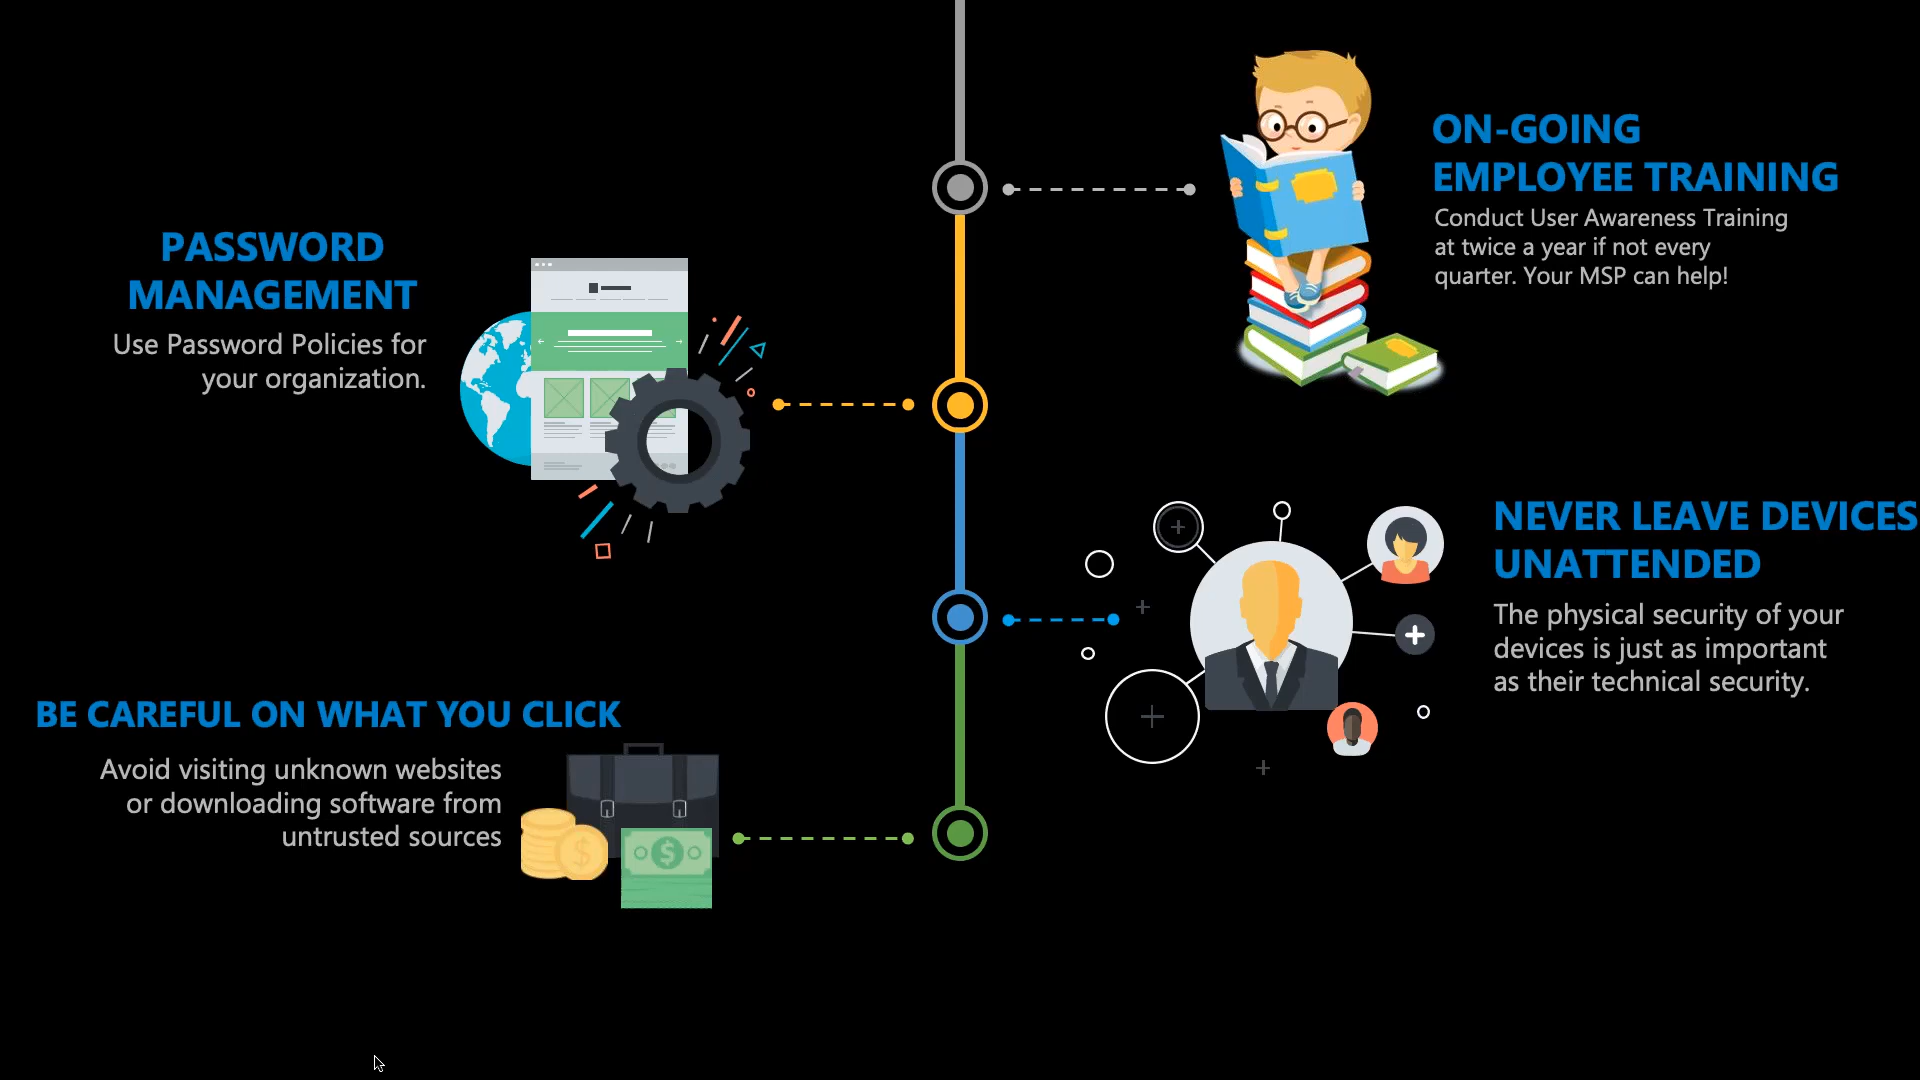 ON-GOING
EMPLOYEE TRAINING
Conduct User Awareness Training
at twice a year if not every
quarter. Your MSP can help!
PASSWORD
MANAGEMENT
Use Password Policies for
your organization.
NEVER LEAVE DEVICES
UNATTENDED
The physical security of your
devices is just as important
as their technical security.
BE CAREFUL ON WHAT YOU CLICK
Avoid visiting unknown websites
or downloading software from
untrusted sources